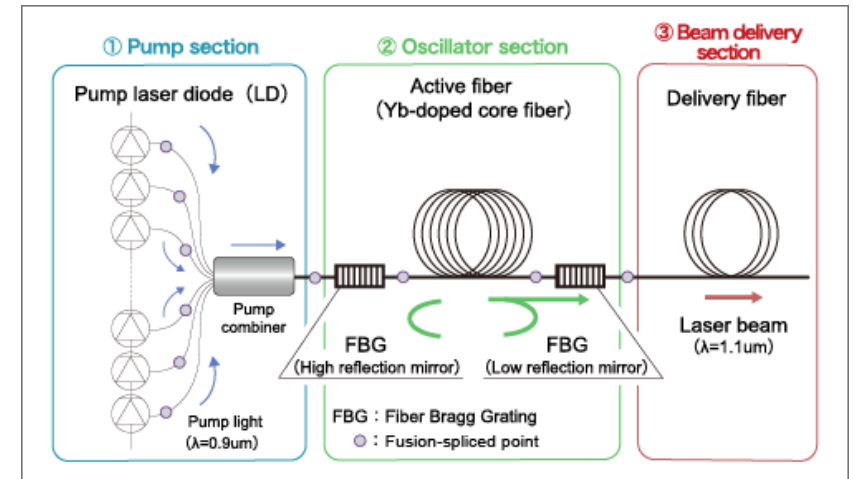 ① Pump section
② Oscillator section
③ Beam delivery
section
Pump laser diode（LD）
Active fiber
（Yb-doped core fiber）
Delivery fiber
Pump
combiner
FBG
（High reflection mirror）
FBG
（Low reflection mirror）
Laser beam
（λ=1.1um）
Pump light
（λ=0.9um）
FBG：Fiber Bragg Grating
：Fusion-spliced point